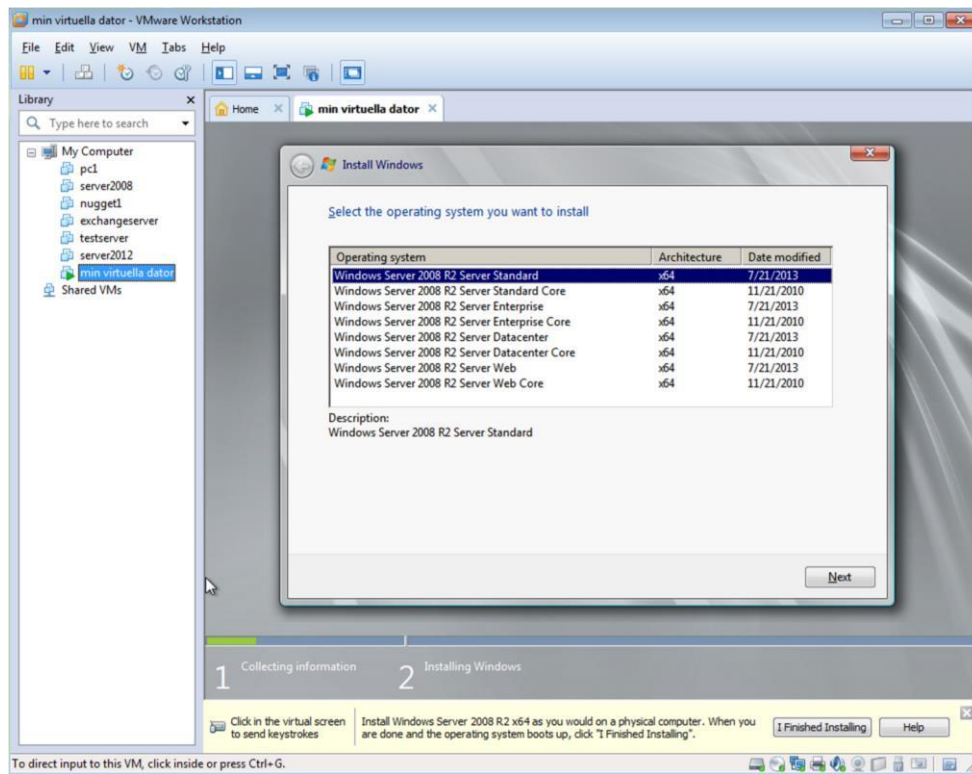 min virtuella dator - VMware Workstation
File Edit View VM Tabs Help
Library
Type here to search
My Computer
pc1
server2008
nugget1
exchangeserver
testserver
server2012
min virtuella dator
Shared VMs
Home
min virtuella dator
Install Windows
Select the operating system you want to install
Operating system Architecture Date modified
Windows Server 2008 R2 Server Standard x64 7/21/2013
Windows Server 2008 R2 Server Standard Core x64 11/21/2010
Windows Server 2008 R2 Server Enterprise x64 7/21/2013
Windows Server 2008 R2 Server Enterprise Core x64 11/21/2010
Windows Server 2008 R2 Server Datacenter x64 7/21/2013
Windows Server 2008 R2 Server Datacenter Core x64 11/21/2010
Windows Server 2008 R2 Server Web x64 7/21/2013
Windows Server 2008 R2 Server Web Core x64 11/21/2010
Description:
Windows Server 2008 R2 Server Standard
Next
1 Collecting information 2 Installing Windows
Click in the virtual screen
to send keystrokes
Install Windows Server 2008 R2 x64 as you would on a physical computer. When you
are done and the operating system boots up, click "I Finished Installing".
I Finished Installing
Help
To direct input to this VM, click inside or press Ctrl+G.